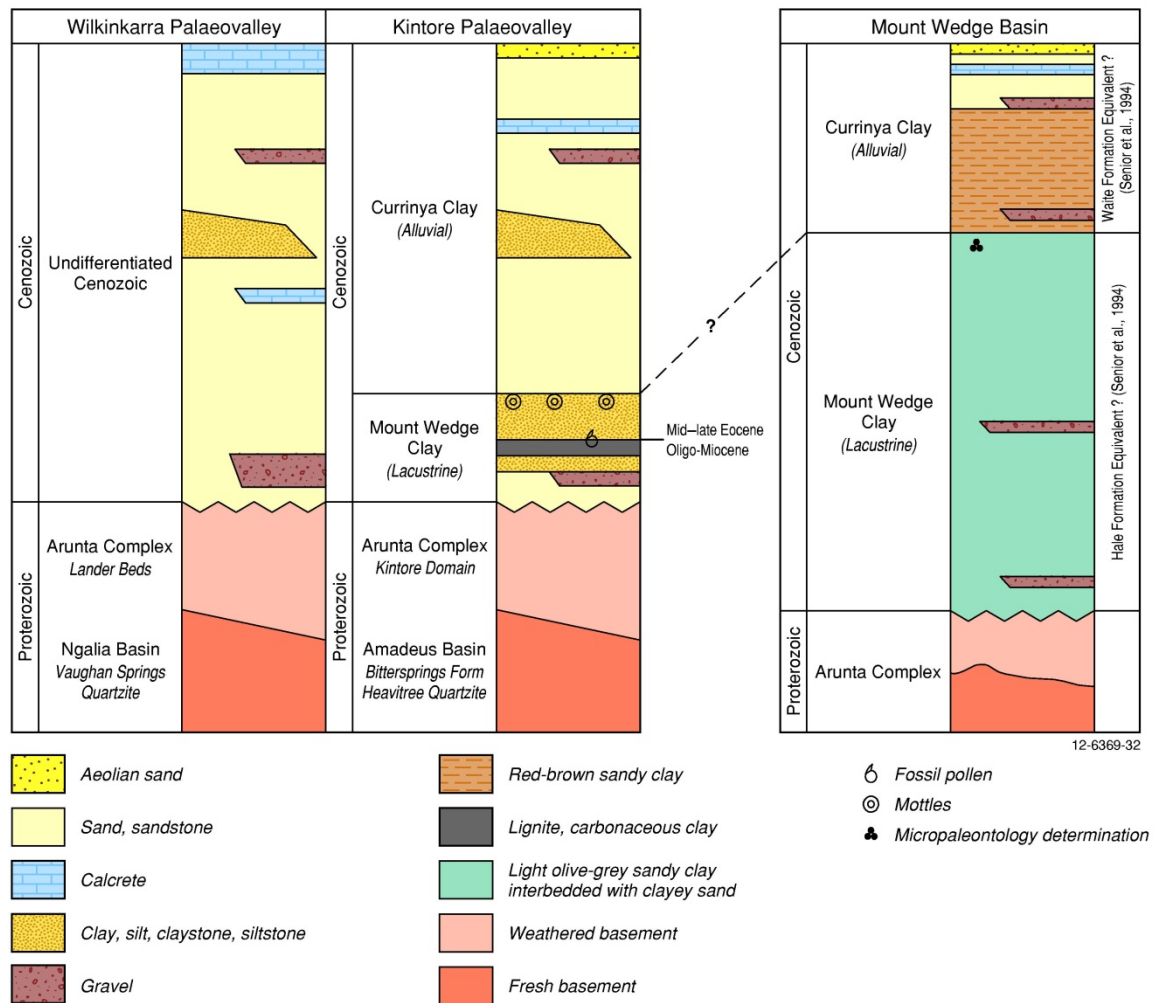 Wilkinkarra Palaeovalley
Kintore Palaeovalley
Mount Wedge Basin
Cenozoic
Undifferentiated
Cenozoic
Proterozoic
Arunta Complex
Lander Beds
Ngalia Basin
Vaughan Springs
Quartzite
Cenozoic
Currinya Clay
(Alluvial)
Mount Wedge
Clay
(Lacustrine)
Proterozoic
Arunta Complex
Kintore Domain
Amadeus Basin
Bittersprings Form
Heavitree Quartzite
?
Mid–late Eocene
Oligo-Miocene
Cenozoic
Currinya Clay
(Alluvial)
Mount Wedge
Clay
(Lacustrine)
Proterozoic
Arunta Complex
Waite Formation Equivalent ?
(Senior et al., 1994)
Hale Formation Equivalent ? (Senior et al., 1994)
12-6369-32
Aeolian sand
Sand, sandstone
Calcrete
Clay, silt, claystone, siltstone
Gravel
Red-brown sandy clay
Lignite, carbonaceous clay
Light olive-grey sandy clay
interbedded with clayey sand
Weathered basement
Fresh basement
Fossil pollen
Mottles
Micropaleontology determination